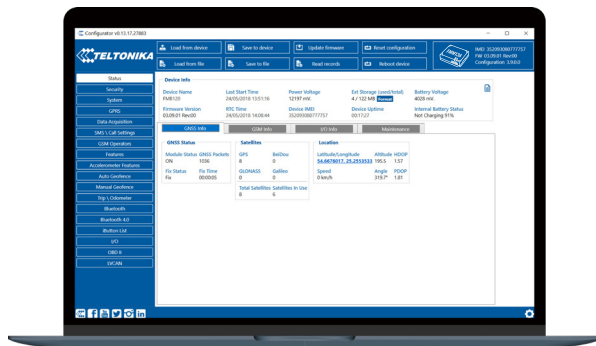 Configurator v0.13.17.27883
TELTONIKA
Load from device
Save to device
Update firmware
Reset configuration
Load from file
Save to file
Read records
Reboot device
IMEI: 352093080777757
FW 03.09.01 Rev:00
Configuration 3.9.6.0
Status
Security
System
GPRS
Data Acquisition
SMS \ Call Settings
GSM Operators
Features
Accelerometer Features
Auto Geofence
Manual Geofence
Trip \ Odometer
Bluetooth
Bluetooth 4.0
iButton List
I/O
OBD II
LVCAN
Device Info
Device Name
FMB120
Last Start Time
24/05/2018 13:51:16
Power Voltage
12197 mV.
Ext Storage (used/total)
4 / 122 MB Format
Battery Voltage
4028 mV.
Firmware Version
03.09.01 Rev:00
RTC Time
24/05/2018 14:08:44
Device IMEI
352093080777757
Device Uptime
00:17:27
Internal Battery Status
Not Charging 91%
GNSS Info
GSM Info
I/O Info
Maintenance
GNSS Status
Module Status GNSS Packets
ON 1036
Fix Status Fix Time
Fix 00:00:05
Satellites
GPS BeiDou
8 0
GLONASS Galileo
0 0
Total Satellites Satellites In Use
8 6
Location
Latitude/Longitude Altitude HDOP
54.6678017, 25.2553533 195.5 1.57
Speed Angle PDOP
0 km/h 319.7° 1.81